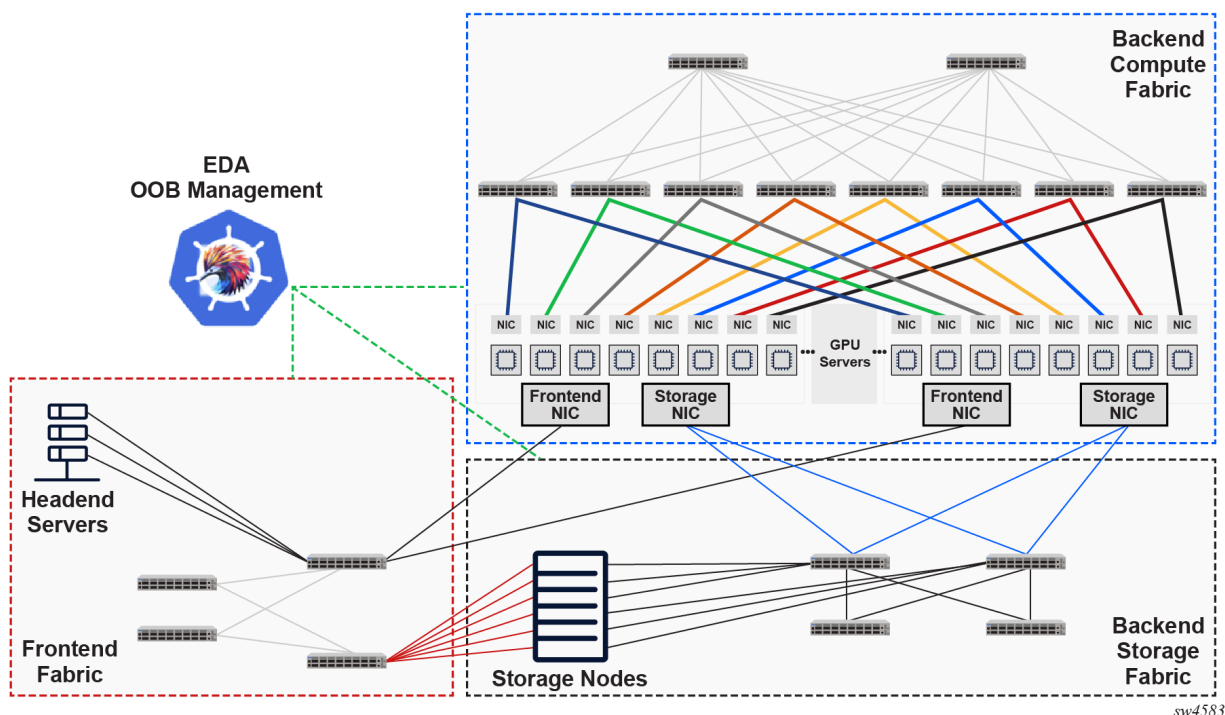 Backend
Compute
Fabric
EDA
OOB Management
NIC NIC NIC NIC NIC NIC NIC NIC
NIC NIC NIC NIC NIC NIC NIC NIC
••• GPU •••
Servers
Frontend
NIC
Storage
NIC
Frontend
NIC
Storage
NIC
Headend
Servers
Frontend
Fabric
Storage Nodes
Backend
Storage
Fabric
sw4583